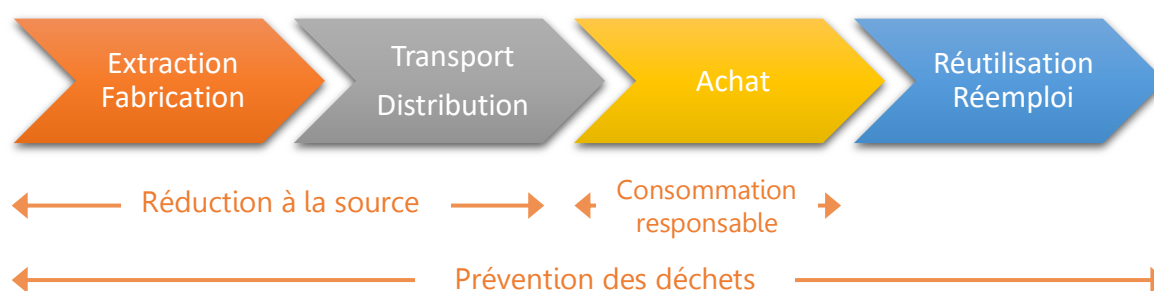 Extraction
Fabrication
Transport
Distribution
Achat
Réutilisation
Réemploi
Réduction à la source
Consommation
responsable
Prévention des déchets